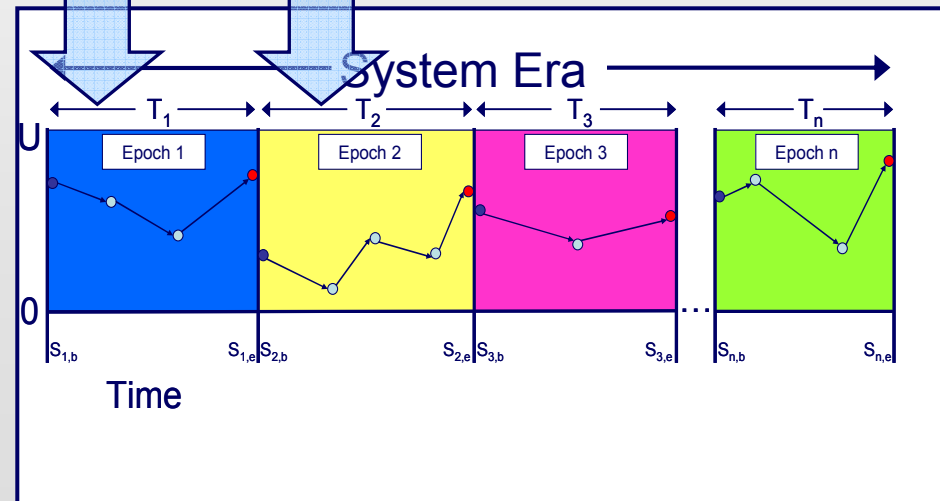 System Era
T1 T2 T3 Tn
U
Epoch 1 Epoch 2 Epoch 3 Epoch n
0
...
S1,b S1,e S2,b S2,e S3,b S3,e Sn,b Sn,e
Time